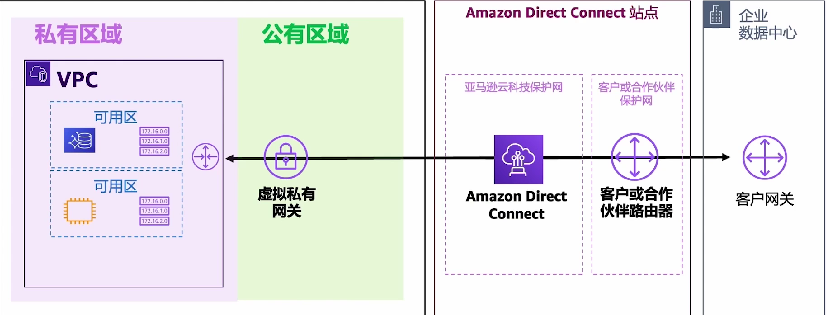 私有区域
公有区域
Amazon Direct Connect 站点
企业
数据中心
VPC
可用区
172.16.0.0
172.16.1.0
172.16.2.0
可用区
172.16.0.0
172.16.1.0
172.16.2.0
虚拟私有
网关
亚马逊云科技保护网
Amazon Direct
Connect
客户或合作伙伴
保护网
客户或合作
伙伴路由器
客户网关